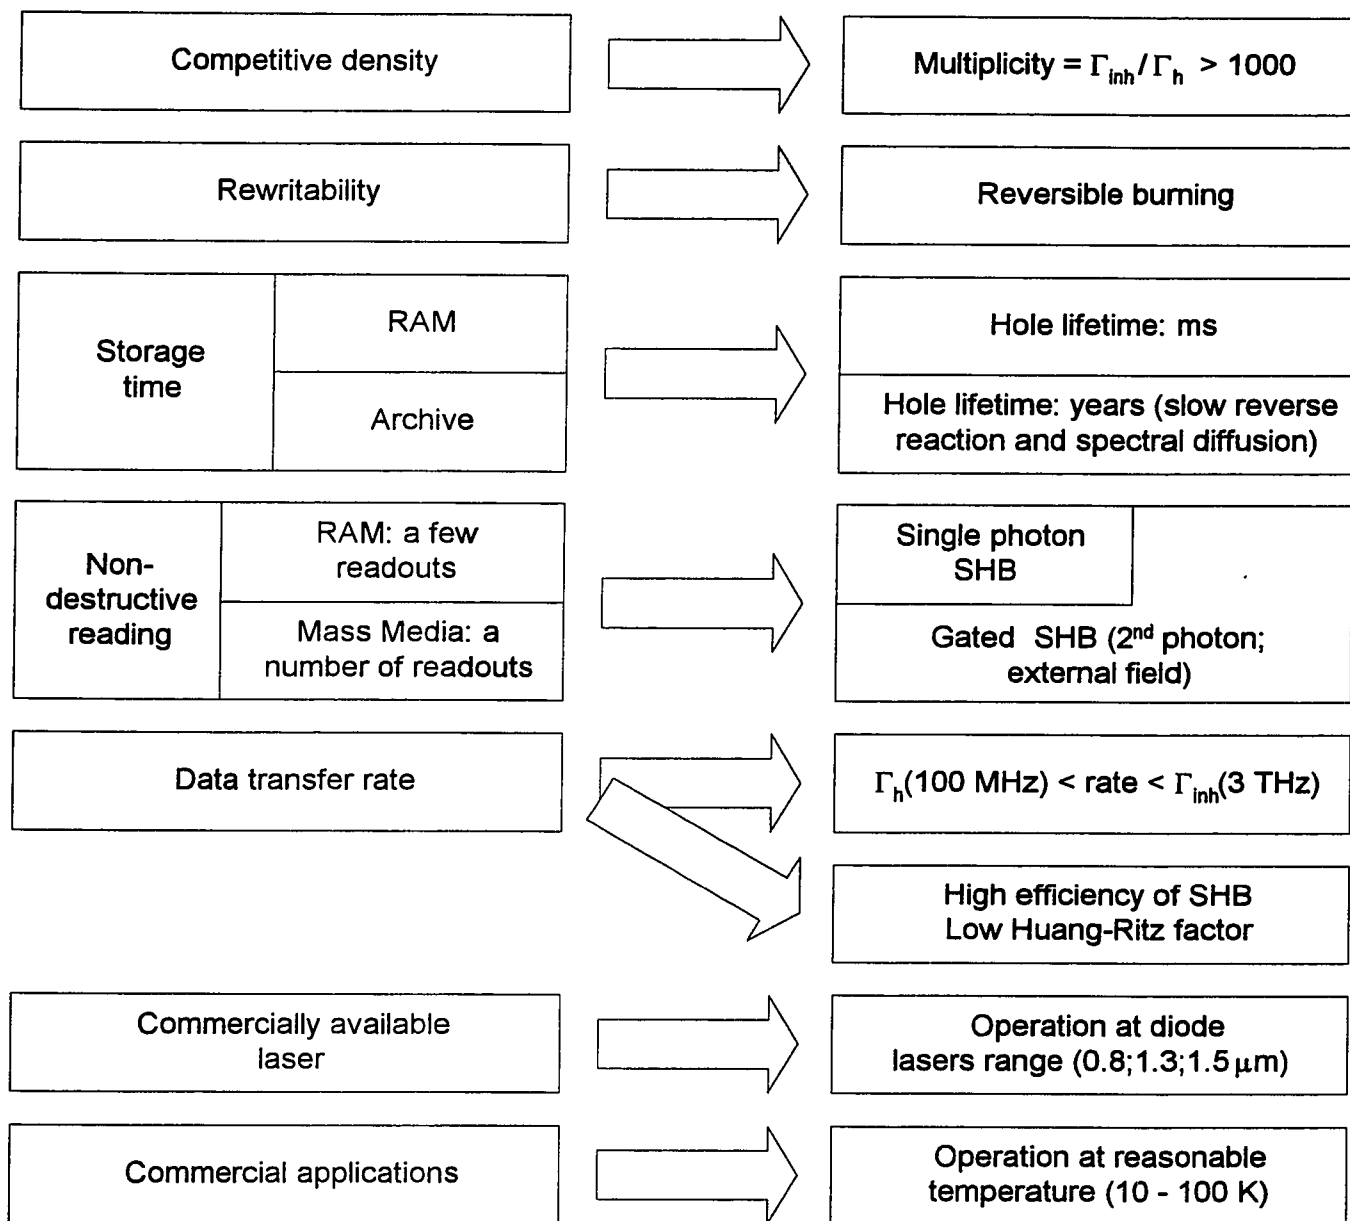 Competitive density
Multiplicity = Γinh/Γh > 1000
Rewritability
Reversible burning
Storage
time
RAM
Archive
Hole lifetime: ms
Hole lifetime: years (slow reverse
reaction and spectral diffusion)
Non-
destructive
reading
RAM: a few
readouts
Mass Media: a
number of readouts
Single photon
SHB
Gated SHB (2nd photon;
external field)
Data transfer rate
Γh(100 MHz) < rate < Γinh(3 THz)
High efficiency of SHB
Low Huang-Ritz factor
Commercially available
laser
Operation at diode
lasers range (0.8;1.3;1.5 μm)
Commercial applications
Operation at reasonable
temperature (10 - 100 K)